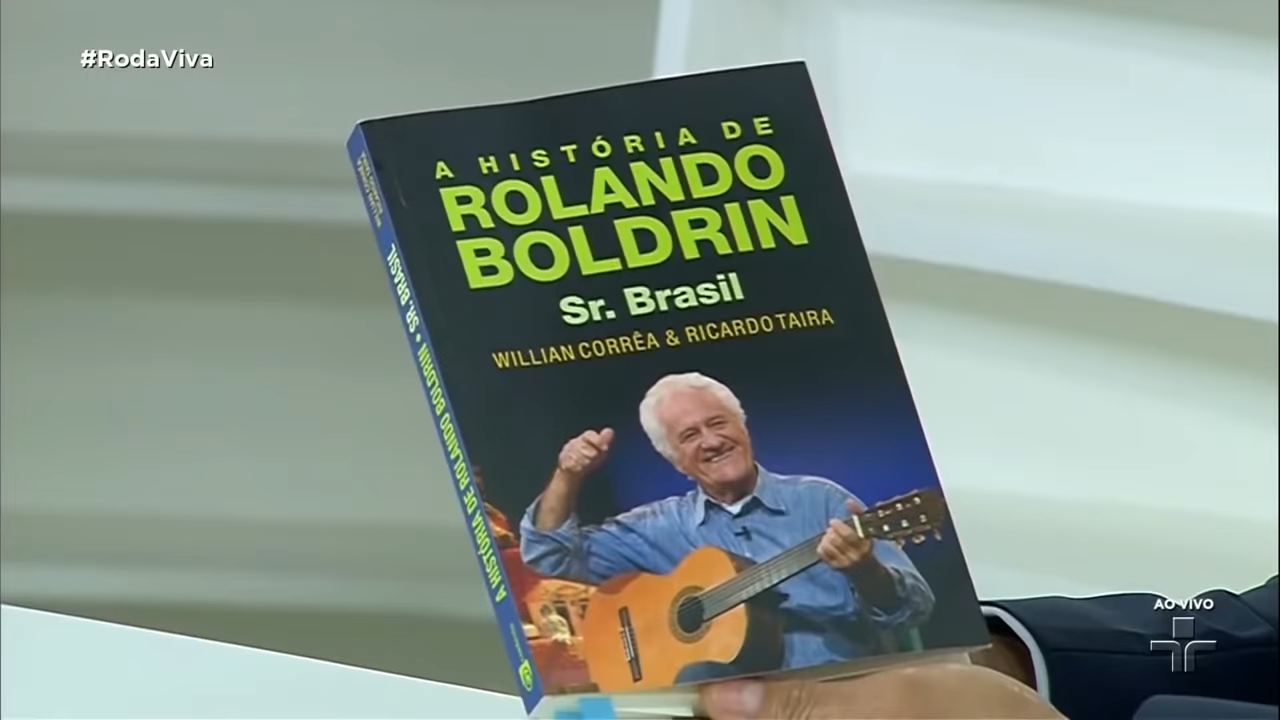 #RodaViva
A HISTÓRIA DE
ROLANDO
BOLDRIN
Sr. Brasil
WILLIAN CORRÊA & RICARDO TAIRA
A HISTÓRIA DE ROLANDO BOLDRIN • SR. BRASIL
AO VIVO